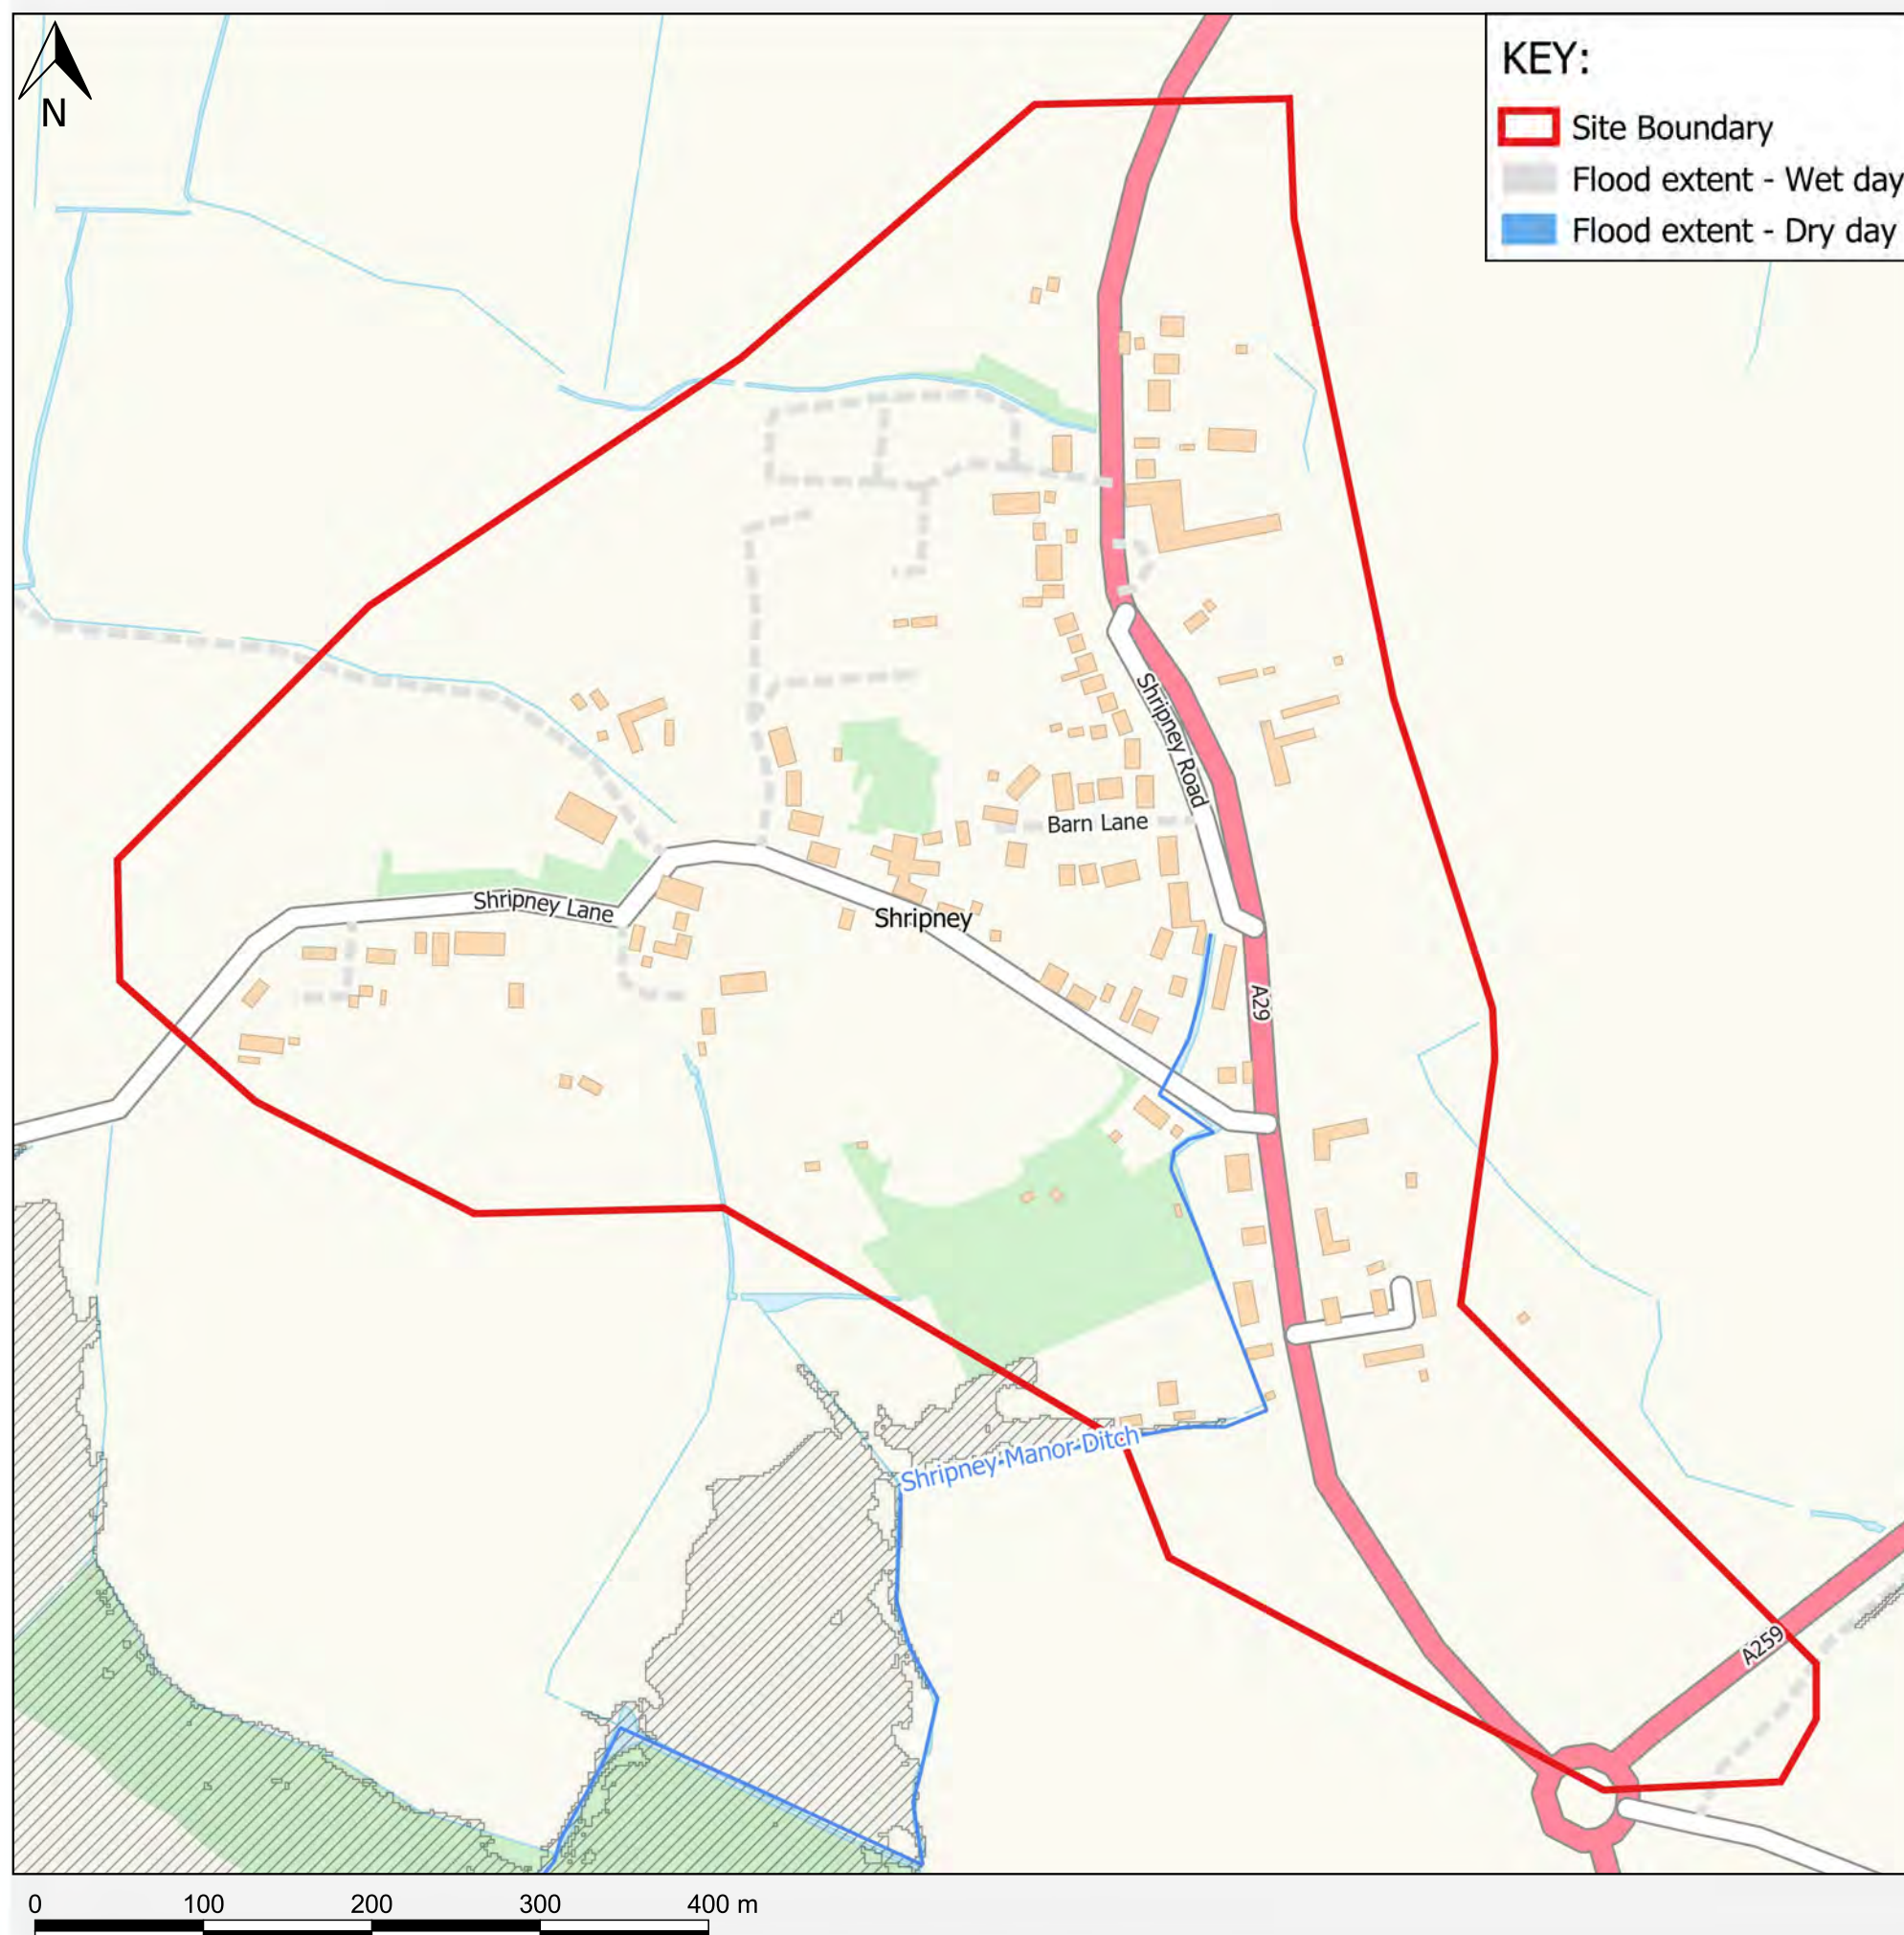 N
KEY:
Site Boundary
Flood extent - Wet day
Flood extent - Dry day
Shripney Road
Barn Lane
Shripney Lane
Shripney
A29
Shripney Manor Ditch
A259
0 100 200 300 400 m